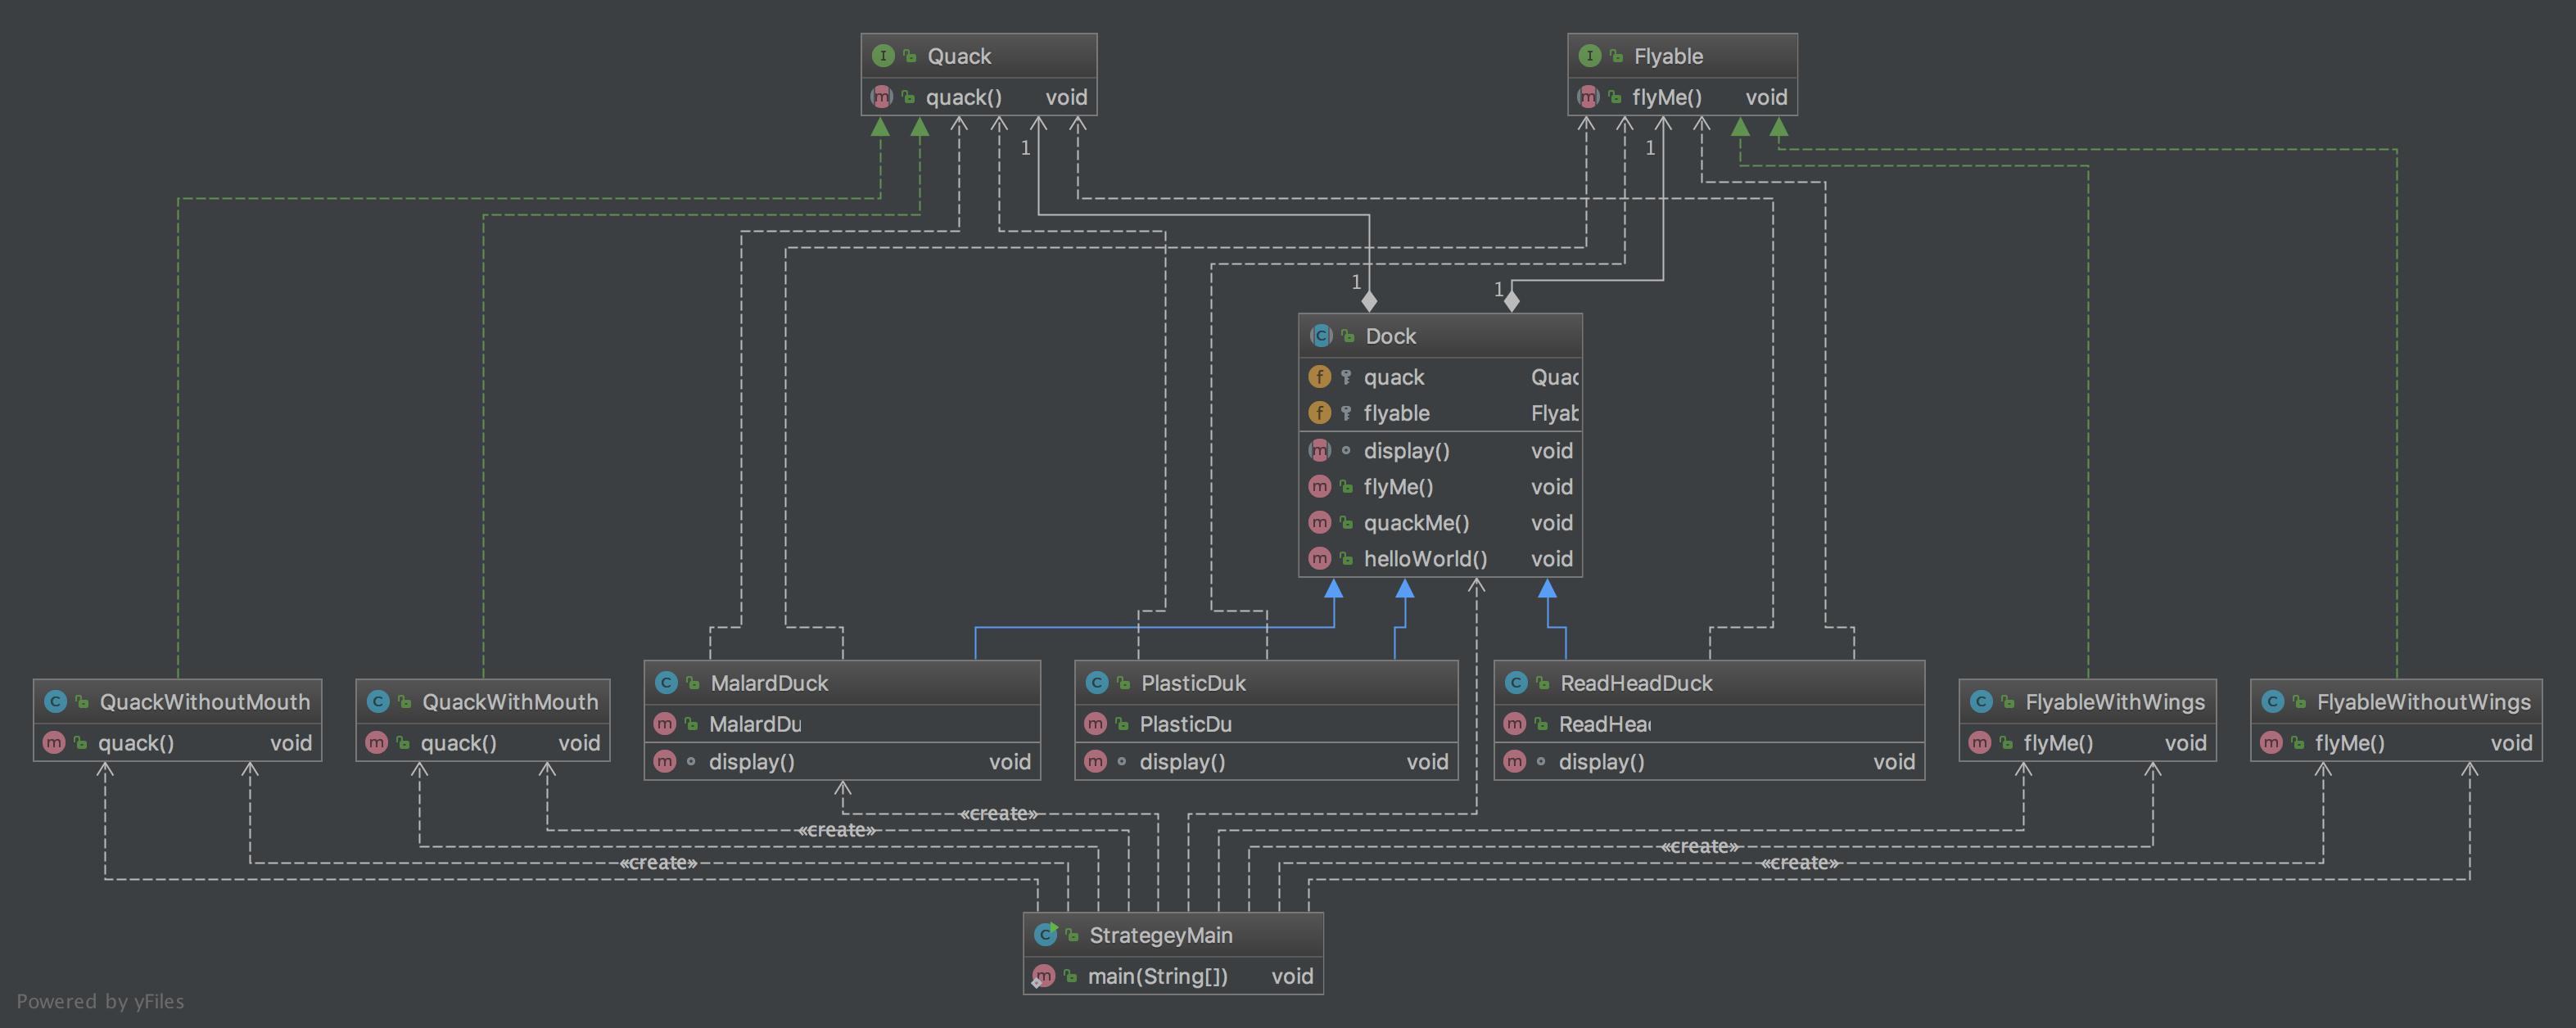 Quack
quack() void
Flyable
flyMe() void
1
1
1
1
Dock
quack Quac
flyable Flyab
display() void
flyMe() void
quackMe() void
helloWorld() void
QuackWithoutMouth
quack() void
QuackWithMouth
quack() void
MalardDuck
MalardDu
display() void
PlasticDuk
PlasticDu
display() void
ReadHeadDuck
ReadHea
display() void
FlyableWithWings
flyMe() void
FlyableWithoutWings
flyMe() void
«create»
«create»
«create»
«create»
«create»
StrategeyMain
main(String[]) void
Powered by yFiles